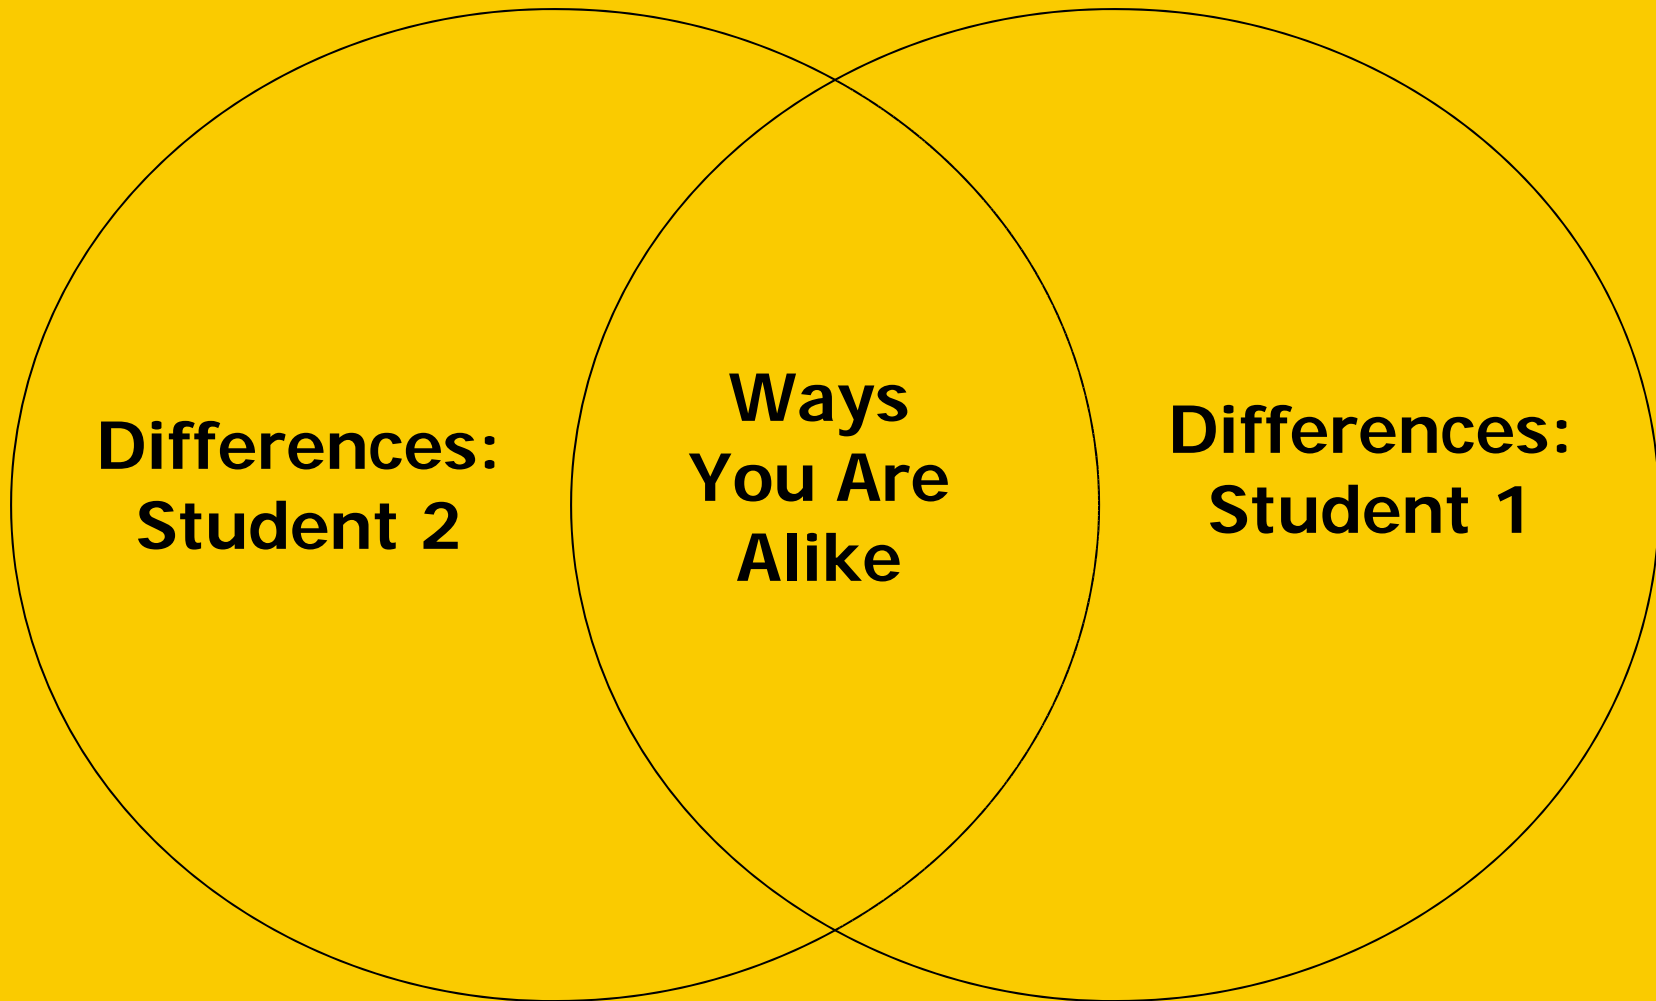 Differences:
Student 2
Ways
You Are
Alike
Differences:
Student 1